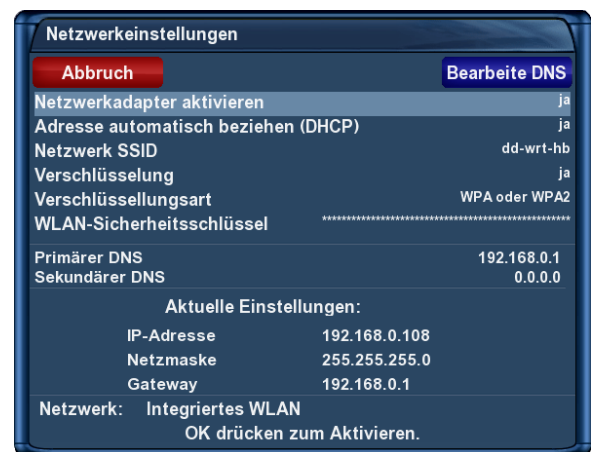 Netzwerkeinstellungen
Abbruch Bearbeite DNS
Netzwerkadapter aktivieren ja
Adresse automatisch beziehen (DHCP) ja
Netzwerk SSID dd-wrt-hb
Verschlüsselung ja
Verschlüssellungsart WPA oder WPA2
WLAN-Sicherheitsschlüssel **************************************************
Primärer DNS 192.168.0.1
Sekundärer DNS 0.0.0.0
Aktuelle Einstellungen:
IP-Adresse 192.168.0.108
Netzmaske 255.255.255.0
Gateway 192.168.0.1
Netzwerk: Integriertes WLAN
OK drücken zum Aktivieren.